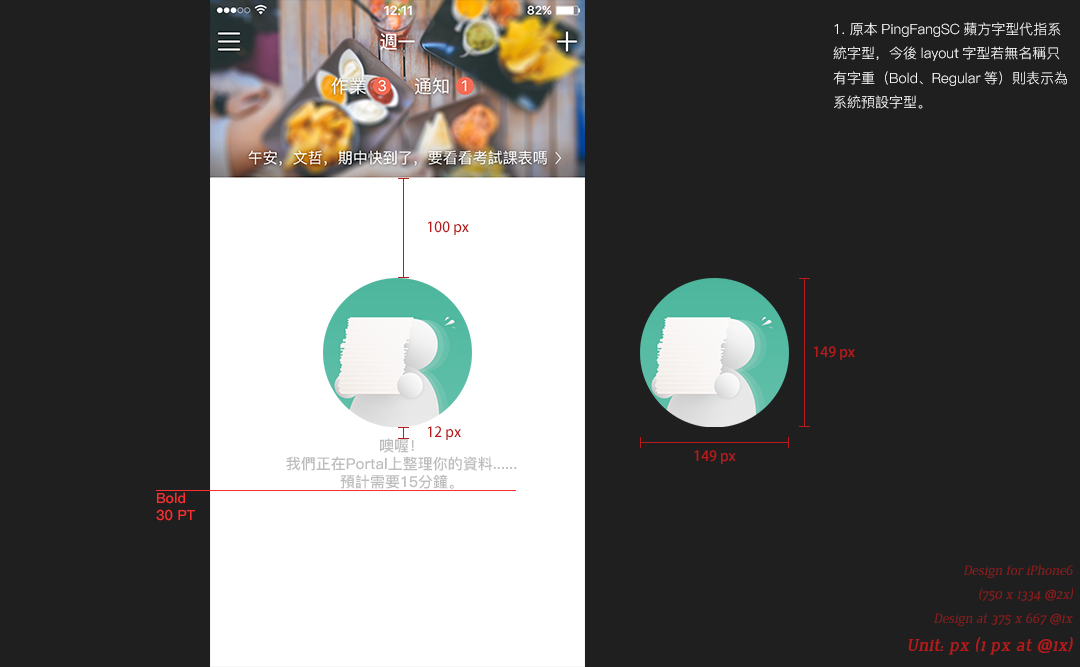 12:11
82%
週一
作業 3 通知 1
午安，文哲，期中快到了，要看看考試課表嗎
100 px
149 px
149 px
12 px
噢喔！
我們正在Portal上整理你的資料......
預計需要15分鐘。
Bold
30 PT
1. 原本 PingFangSC 蘋方字型代指系
統字型，今後 layout 字型若無名稱只
有字重（Bold、Regular 等）則表示為
系統預設字型。
Design for iPhone6
(750 x 1334 @2x)
Design at 375 x 667 @1x
Unit: px (1 px at @1x)